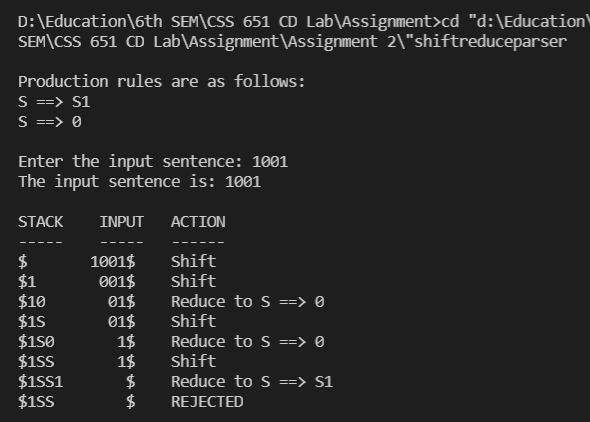 D:\Education\6th SEM\CSS 651 CD Lab\Assignment>cd "d:\Education\
SEM\CSS 651 CD Lab\Assignment\Assignment 2\"shiftreduceparser
Production rules are as follows:
S ==> S1
S ==> 0
Enter the input sentence: 1001
The input sentence is: 1001
STACK INPUT ACTION
----- ----- ------
$ 1001$ Shift
$1 001$ Shift
$10 01$ Reduce to S ==> 0
$1S 01$ Shift
$1S0 1$ Reduce to S ==> 0
$1SS 1$ Shift
$1SS1 $ Reduce to S ==> S1
$1SS $ REJECTED